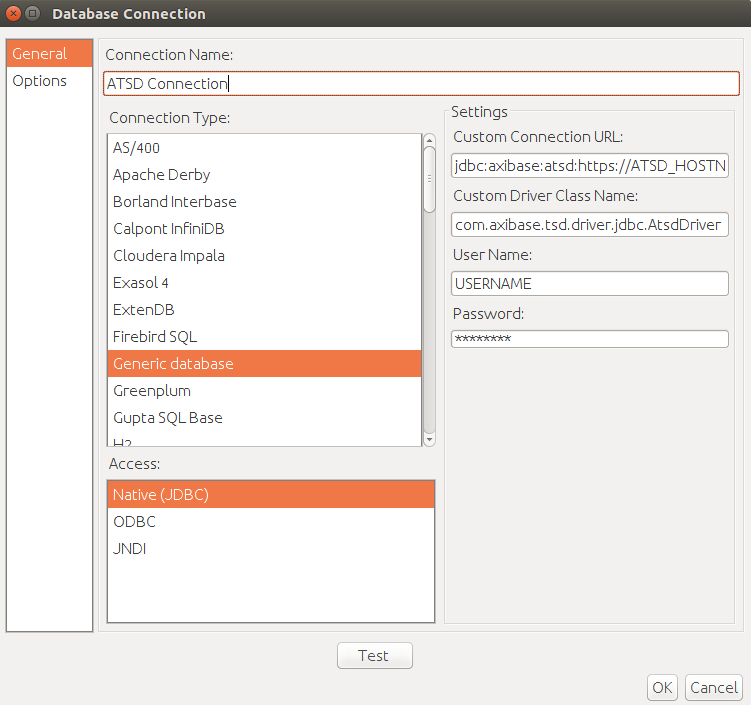 Database Connection
General
Options
Connection Name:
ATSD Connection
Connection Type:
AS/400
Apache Derby
Borland Interbase
Calpont InfiniDB
Cloudera Impala
Exasol 4
ExtenDB
Firebird SQL
Generic database
Greenplum
Gupta SQL Base
H2
Access:
Native (JDBC)
ODBC
JNDI
Settings
Custom Connection URL:
jdbc:axibase:atsd:https://ATSD_HOSTN
Custom Driver Class Name:
com.axibase.tsd.driver.jdbc.AtsdDriver
User Name:
USERNAME
Password:
********
Test
OK
Cancel